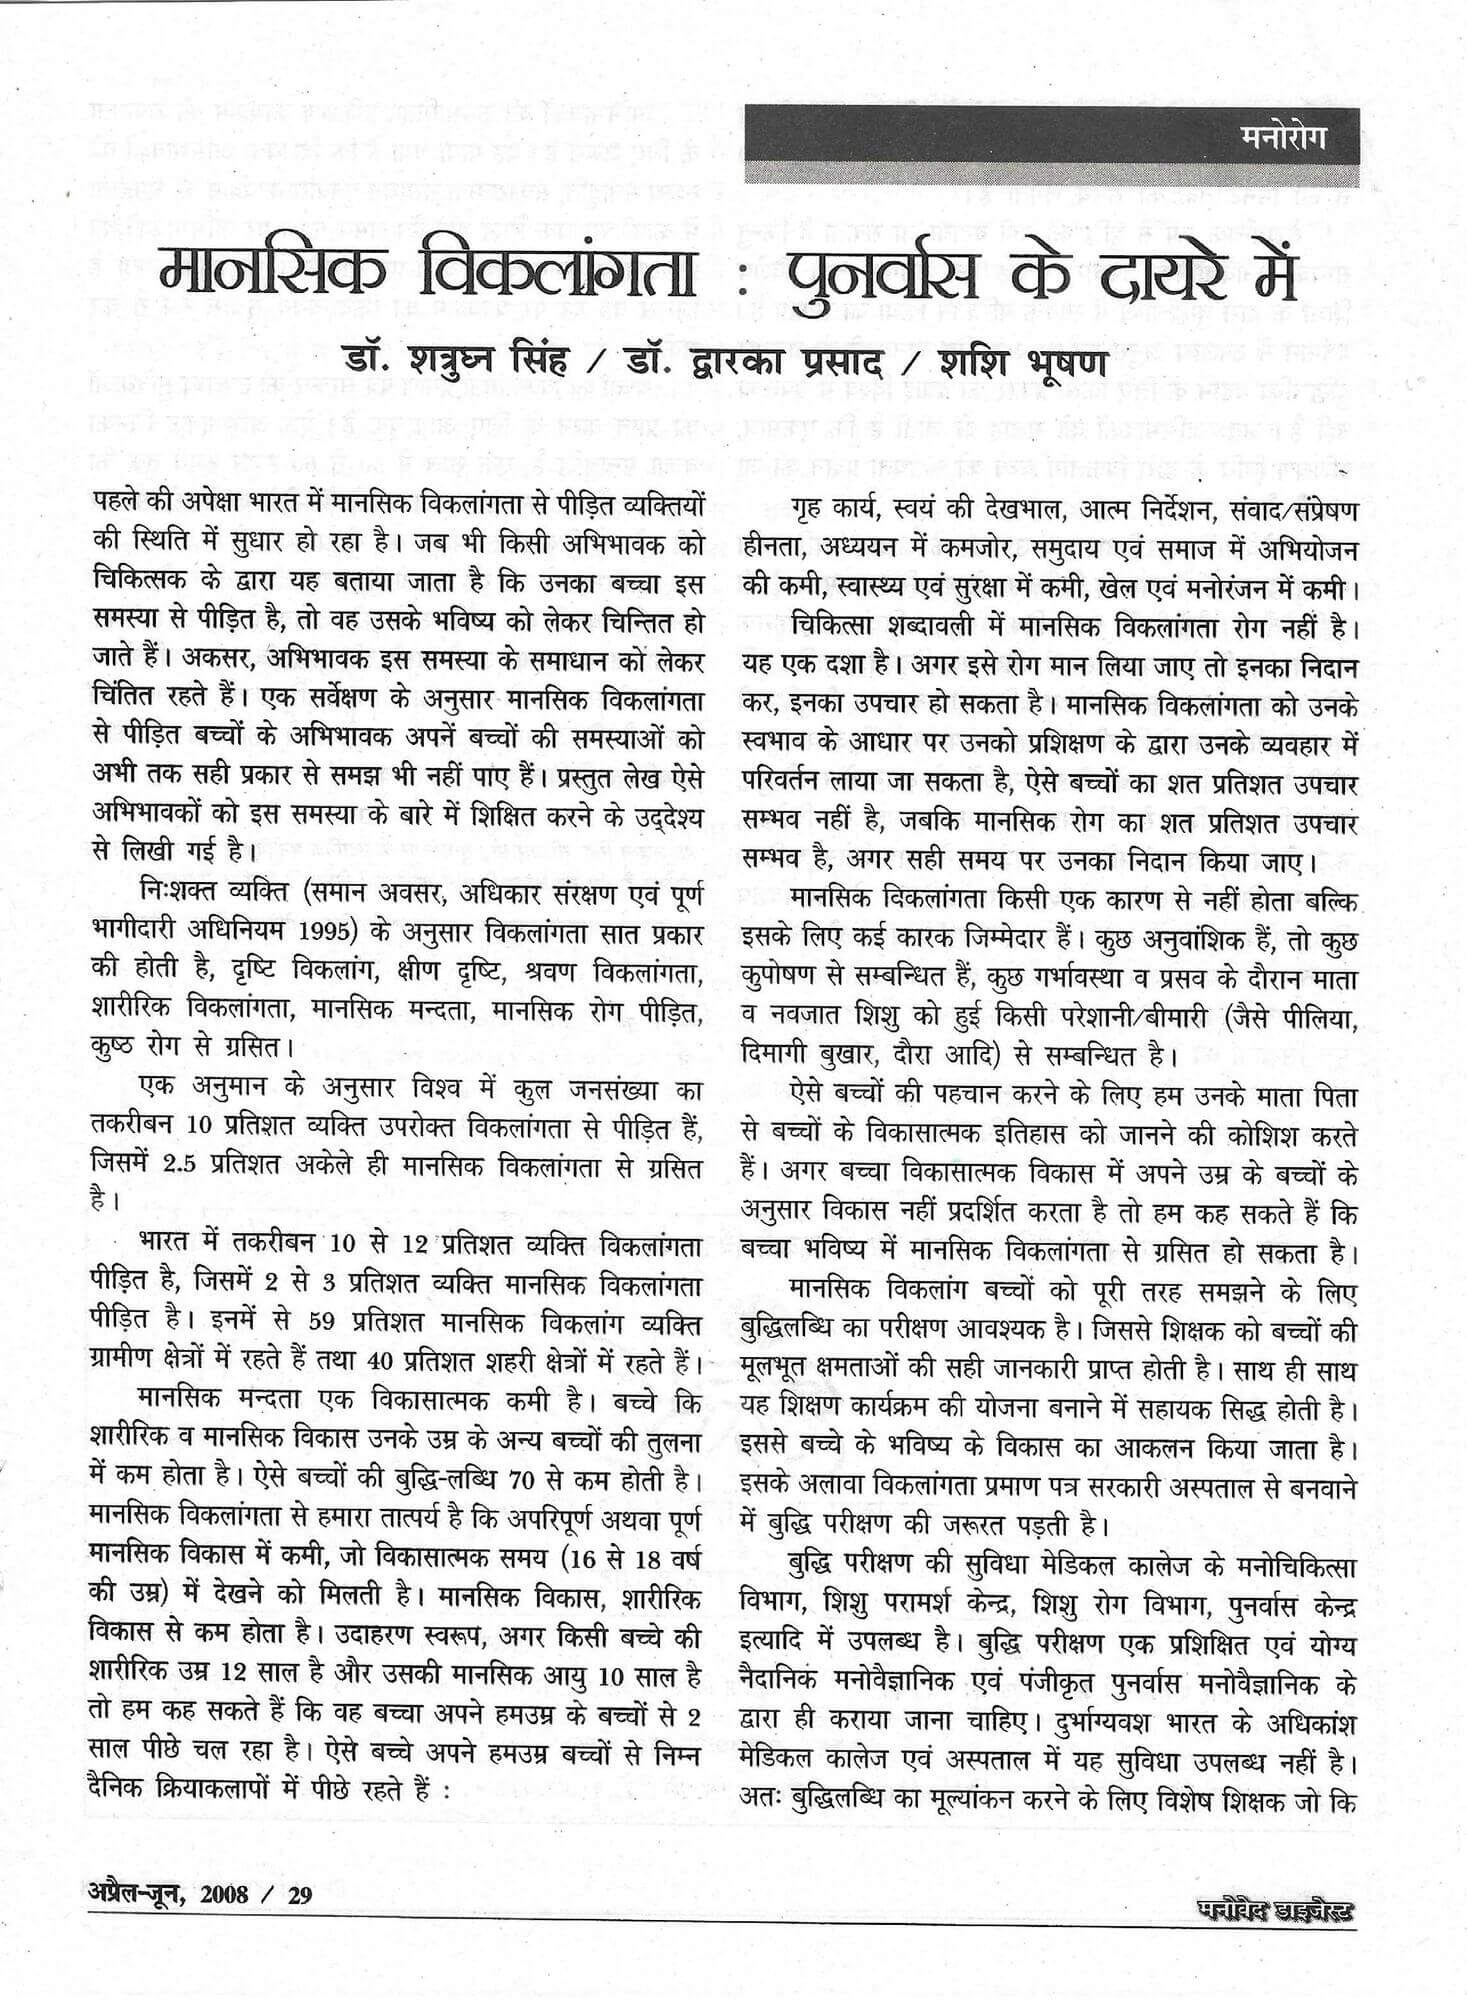 मनोरोग
मानसिक विकलांगता : पुनर्वास के दायरे में
डॉ. शत्रुघ्न सिंह / डॉ. द्वारका प्रसाद / शशि भूषण
पहले की अपेक्षा भारत में मानसिक विकलांगता से पीड़ित व्यक्तियों
की स्थिति में सुधार हो रहा है। जब भी किसी अभिभावक को
चिकित्सक के द्वारा यह बताया जाता है कि उनका बच्चा इस
समस्या से पीड़ित है, तो वह उसके भविष्य को लेकर चिन्तित हो
जाते हैं। अकसर, अभिभावक इस समस्या के समाधान को लेकर
चिंतित रहते हैं। एक सर्वेक्षण के अनुसार मानसिक विकलांगता
से पीड़ित बच्चों के अभिभावक अपनें बच्चों की समस्याओं को
अभी तक सही प्रकार से समझ भी नहीं पाए हैं। प्रस्तुत लेख ऐसे
अभिभावकों को इस समस्या के बारे में शिक्षित करने के उद्देश्य
से लिखी गई है।
निःशक्त व्यक्ति (समान अवसर, अधिकार संरक्षण एवं पूर्ण
भागीदारी अधिनियम 1995) के अनुसार विकलांगता सात प्रकार
की होती है, दृष्टि विकलांग, क्षीण दृष्टि, श्रवण विकलांगता,
शारीरिक विकलांगता, मानसिक मन्दता, मानसिक रोग पीड़ित,
कुष्ठ रोग से ग्रसित।
एक अनुमान के अनुसार विश्व में कुल जनसंख्या का
तकरीबन 10 प्रतिशत व्यक्ति उपरोक्त विकलांगता से पीड़ित हैं,
जिसमें 2.5 प्रतिशत अकेले ही मानसिक विकलांगता से ग्रसित
है।
भारत में तकरीबन 10 से 12 प्रतिशत व्यक्ति विकलांगता
पीड़ित है, जिसमें 2 से 3 प्रतिशत व्यक्ति मानसिक विकलांगता
पीड़ित है। इनमें से 59 प्रतिशत मानसिक विकलांग व्यक्ति
ग्रामीण क्षेत्रों में रहते हैं तथा 40 प्रतिशत शहरी क्षेत्रों में रहते हैं।
मानसिक मन्दता एक विकासात्मक कमी है। बच्चे कि
शारीरिक व मानसिक विकास उनके उम्र के अन्य बच्चों की तुलना
में कम होता है। ऐसे बच्चों की बुद्धि-लब्धि 70 से कम होती है।
मानसिक विकलांगता से हमारा तात्पर्य है कि अपरिपूर्ण अथवा पूर्ण
मानसिक विकास में कमी, जो विकासात्मक समय (16 से 18 वर्ष
की उम्र) में देखने को मिलती है। मानसिक विकास, शारीरिक
विकास से कम होता है। उदाहरण स्वरूप, अगर किसी बच्चे की
शारीरिक उम्र 12 साल है और उसकी मानसिक आयु 10 साल है
तो हम कह सकते हैं कि वह बच्चा अपने हमउम्र के बच्चों से 2
साल पीछे चल रहा है। ऐसे बच्चे अपने हमउम्र बच्चों से निम्न
दैनिक क्रियाकलापों में पीछे रहते हैं :
गृह कार्य, स्वयं की देखभाल, आत्म निर्देशन, संवाद/संप्रेषण
हीनता, अध्ययन में कमजोर, समुदाय एवं समाज में अभियोजन
की कमी, स्वास्थ्य एवं सुरंक्षा में कमी, खेल एवं मनोरंजन में कमी।
चिकित्सा शब्दावली में मानसिक विकलांगता रोग नहीं है।
यह एक दशा है। अगर इसे रोग मान लिया जाए तो इनका निदान
कर, इनका उपचार हो सकता है। मानसिक विकलांगता को उनके
स्वभाव के आधार पर उनको प्रशिक्षण के द्वारा उनके व्यवहार में
परिवर्तन लाया जा सकता है, ऐसे बच्चों का शत प्रतिशत उपचार
सम्भव नहीं है, जबकि मानसिक रोग का शत प्रतिशत उपचार
सम्भव है, अगर सही समय पर उनका निदान किया जाए।
मानसिक विकलांगता किसी एक कारण से नहीं होता बल्कि
इसके लिए कई कारक जिम्मेदार हैं। कुछ अनुवांशिक हैं, तो कुछ
कुपोषण से सम्बन्धित हैं, कुछ गर्भावस्था व प्रसव के दौरान माता
व नवजात शिशु को हुई किसी परेशानी/बीमारी (जैसे पीलिया,
दिमागी बुखार, दौरा आदि) से सम्बन्धित है।
ऐसे बच्चों की पहचान करने के लिए हम उनके माता पिता
से बच्चों के विकासात्मक इतिहास को जानने की कोशिश करते
हैं। अगर बच्चा विकासात्मक विकास में अपने उम्र के बच्चों के
अनुसार विकास नहीं प्रदर्शित करता है तो हम कह सकते हैं कि
बच्चा भविष्य में मानसिक विकलांगता से ग्रसित हो सकता है।
मानसिक विकलांग बच्चों को पूरी तरह समझने के लिए
बुद्धिलब्धि का परीक्षण आवश्यक है। जिससे शिक्षक को बच्चों की
मूलभूत क्षमताओं की सही जानकारी प्राप्त होती है। साथ ही साथ
यह शिक्षण कार्यक्रम की योजना बनाने में सहायक सिद्ध होती है।
इससे बच्चे के भविष्य के विकास का आकलन किया जाता है।
इसके अलावा विकलांगता प्रमाण पत्र सरकारी अस्पताल से बनवाने
में बुद्धि परीक्षण की जरूरत पड़ती है।
बुद्धि परीक्षण की सुविधा मेडिकल कालेज के मनोचिकित्सा
विभाग, शिशु परामर्श केन्द्र, शिशु रोग विभाग, पुनर्वास केन्द्र
इत्यादि में उपलब्ध है। बुद्धि परीक्षण एक प्रशिक्षित एवं योग्य
नैदानिक मनोवैज्ञानिक एवं पंजीकृत पुनर्वास मनोवैज्ञानिक के
द्वारा ही कराया जाना चाहिए। दुर्भाग्यवश भारत के अधिकांश
मेडिकल कालेज एवं अस्पताल में यह सुविधा उपलब्ध नहीं है।
अतः बुद्धिलब्धि का मूल्यांकन करने के लिए विशेष शिक्षक जो कि
अप्रैल-जून, 2008 / 29
मनोवेद डाइजेस्ट